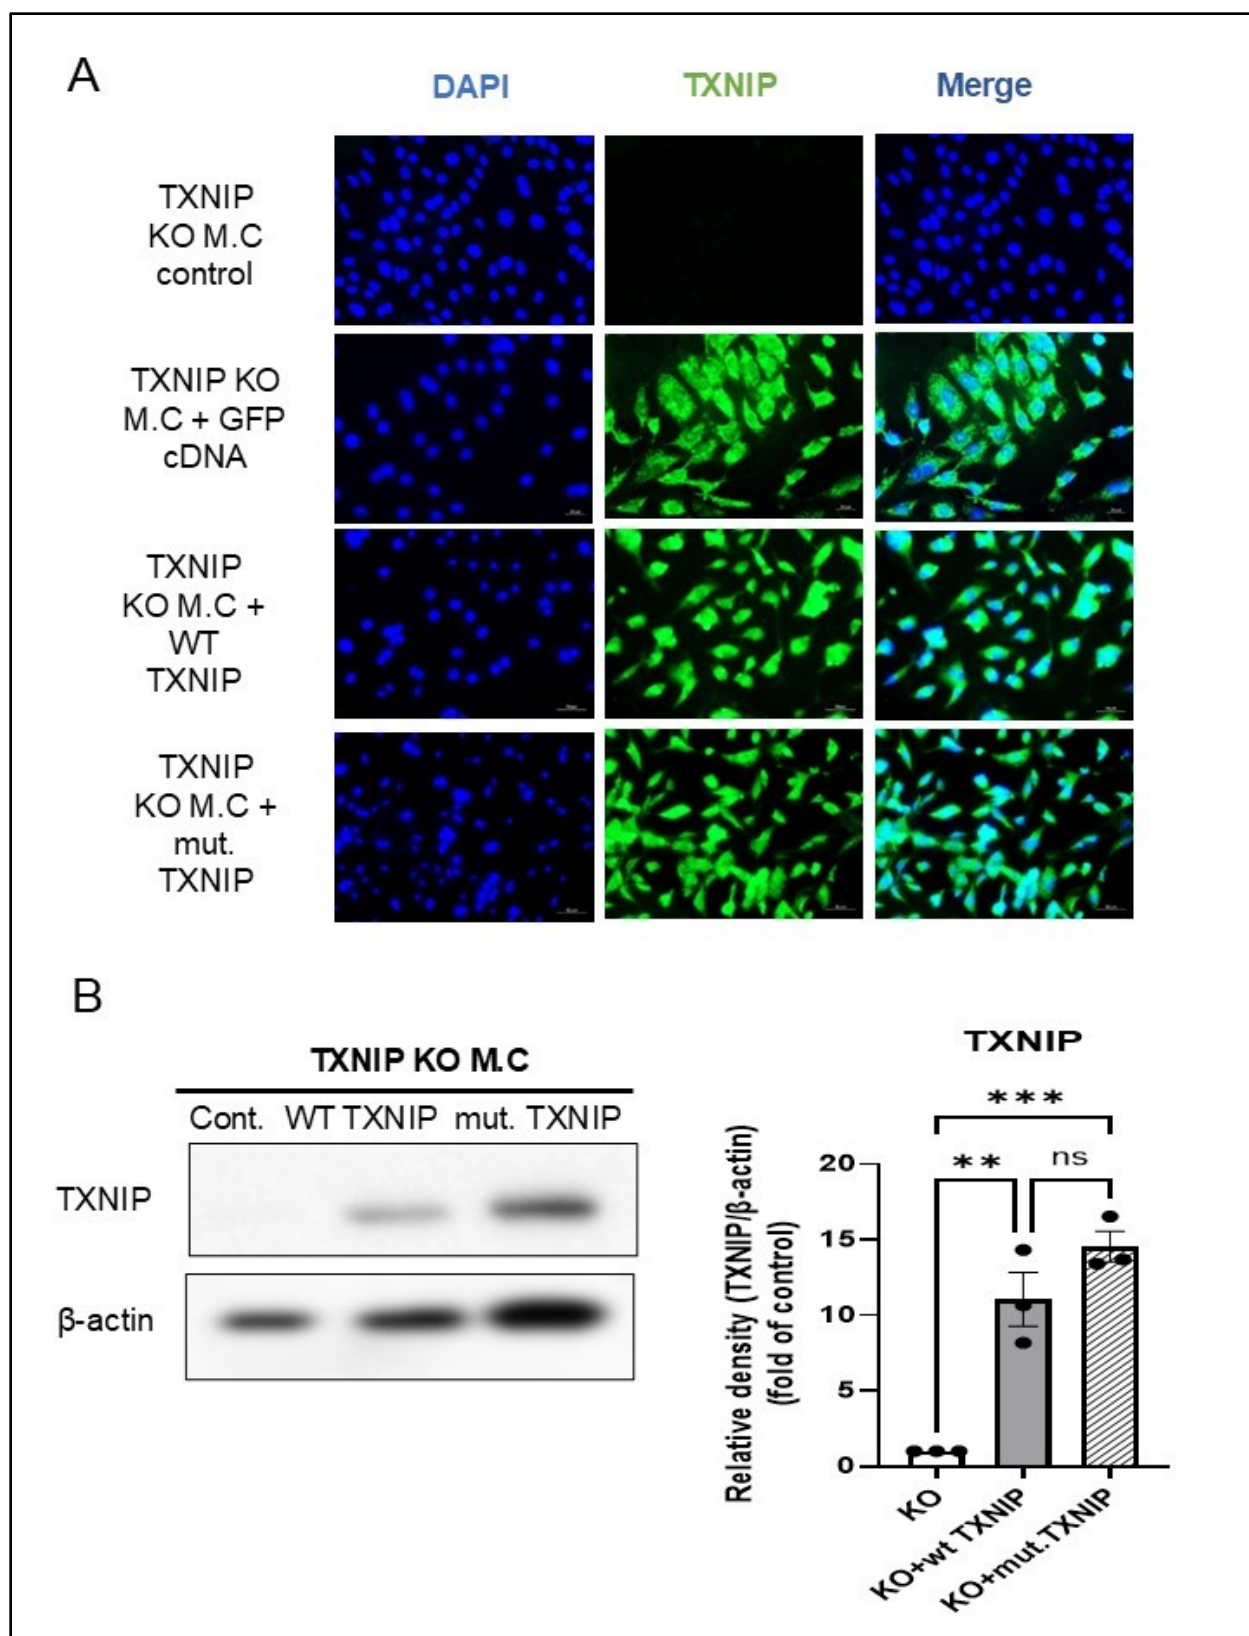 A
DAPI
TXNIP
Merge
TXNIP
KO M.C
control
TXNIP KO
M.C + GFP
cDNA
TXNIP
KO M.C +
WT
TXNIP
TXNIP
KO M.C +
mut.
TXNIP
B
TXNIP KO M.C
Cont. WT TXNIP mut. TXNIP
TXNIP
β-actin
TXNIP
***
**
ns
Relative density (TXNIP/β-actin)
(fold of control)
20
15
10
5
0
KO
KO+wt TXNIP
KO+mut.TXNIP